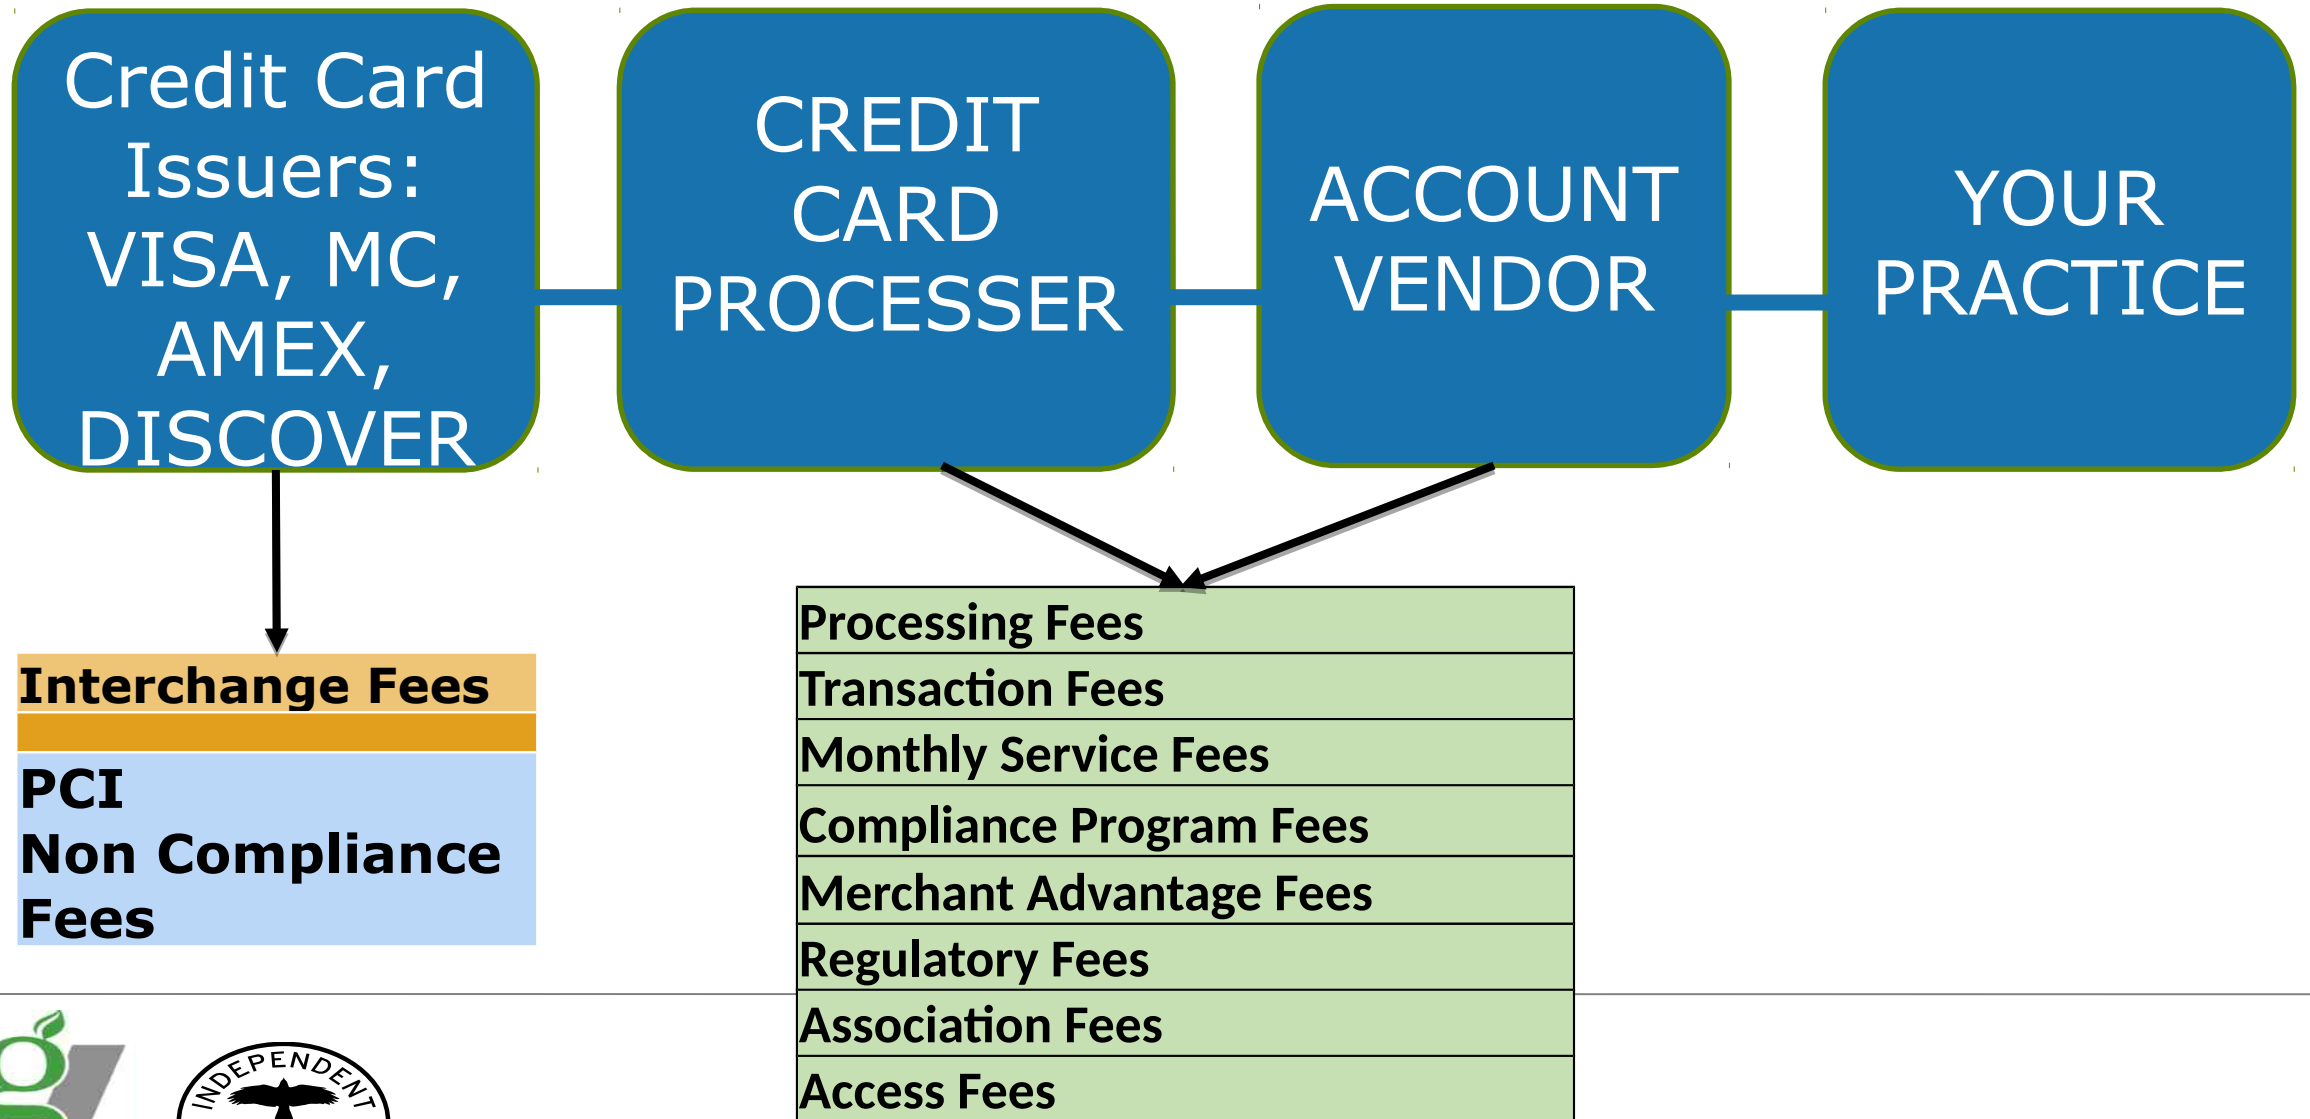 Credit Card
Issuers:
VISA, MC,
AMEX,
DISCOVER
CREDIT
CARD
PROCESSER
ACCOUNT
VENDOR
YOUR
PRACTICE
Interchange Fees
PCI
Non Compliance
Fees
Processing Fees
Transaction Fees
Monthly Service Fees
Compliance Program Fees
Merchant Advantage Fees
Regulatory Fees
Association Fees
Access Fees
g
INDEPENDENT